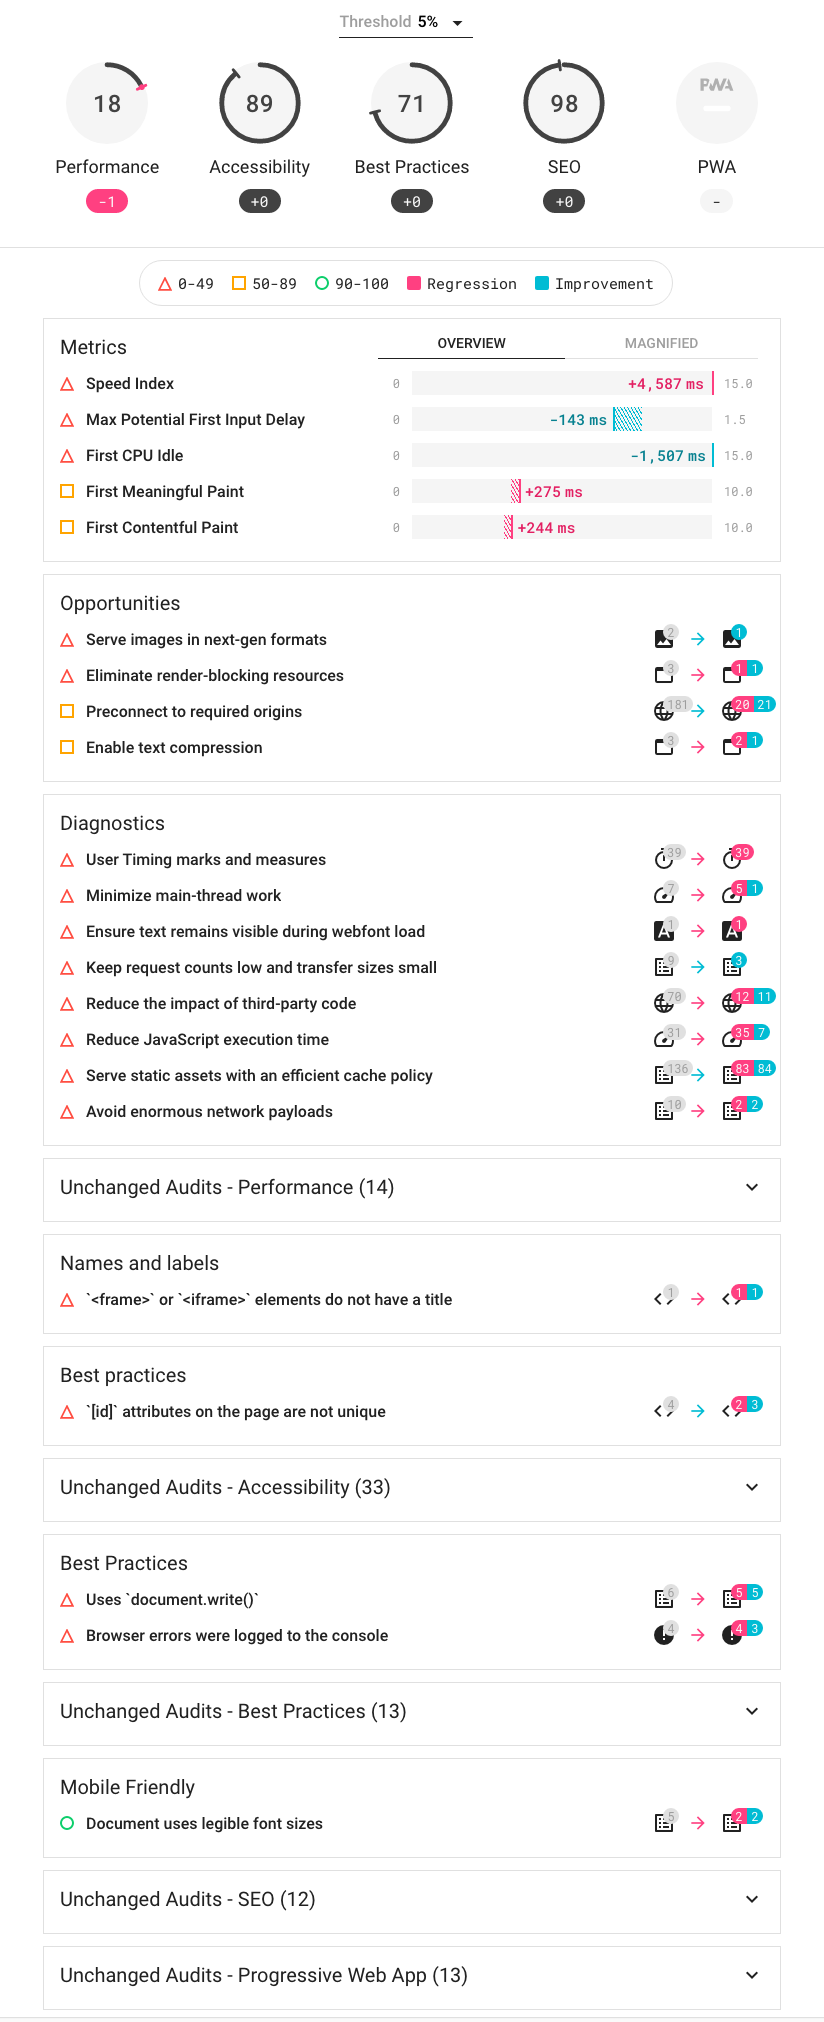 Threshold 5%
18 89 71 98 PWA
Performance Accessibility Best Practices SEO PWA
-1 +0 +0 +0 -
0-49 50-89 90-100 Regression Improvement
Metrics OVERVIEW MAGNIFIED
Speed Index 0 +4,587 ms 15.0
Max Potential First Input Delay 0 -143 ms 1.5
First CPU Idle 0 -1,507 ms 15.0
First Meaningful Paint 0 +275 ms 10.0
First Contentful Paint 0 +244 ms 10.0
Opportunities
Serve images in next-gen formats 2 1
Eliminate render-blocking resources 3 1 1
Preconnect to required origins 181 20 21
Enable text compression 3 2 1
Diagnostics
User Timing marks and measures 39 39
Minimize main-thread work 7 5 1
Ensure text remains visible during webfont load A 1 A 1
Keep request counts low and transfer sizes small 9 3
Reduce the impact of third-party code 70 12 11
Reduce JavaScript execution time 31 35 7
Serve static assets with an efficient cache policy 136 83 84
Avoid enormous network payloads 10 2 2
Unchanged Audits - Performance (14)
Names and labels
`<frame>` or `<iframe>` elements do not have a title 1 1 1
Best practices
`[id]` attributes on the page are not unique 4 2 3
Unchanged Audits - Accessibility (33)
Best Practices
Uses `document.write()` 6 5 5
Browser errors were logged to the console 4 4 3
Unchanged Audits - Best Practices (13)
Mobile Friendly
Document uses legible font sizes 5 2 2
Unchanged Audits - SEO (12)
Unchanged Audits - Progressive Web App (13)